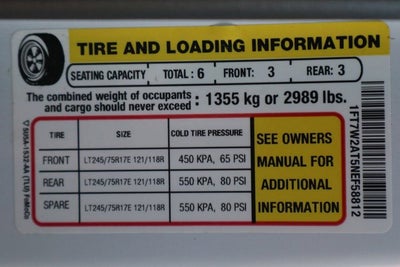 TIRE AND LOADING INFORMATION
SEATING CAPACITY TOTAL : 6 FRONT: 3 REAR: 3
The combined weight of occupants
and cargo should never exceed : 1355 kg or 2989 lbs.
TIRE SIZE COLD TIRE PRESSURE
FRONT LT245/75R17E 121/118R 450 KPA, 65 PSI
REAR LT245/75R17E 121/118R 550 KPA, 80 PSI
SPARE LT245/75R17E 121/118R 550 KPA, 80 PSI
SEE OWNERS
MANUAL FOR
ADDITIONAL
INFORMATION
1FT7W2AT5NEF58812